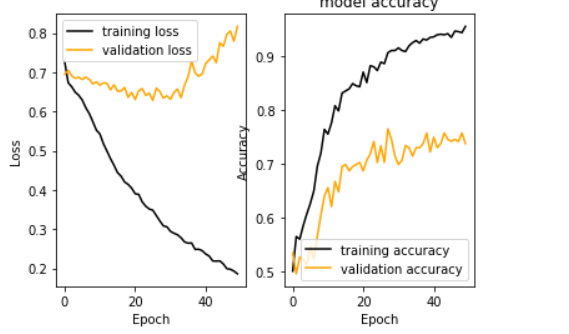 model accuracy
0.8
0.7
0.6
0.5
0.4
0.3
0.2
Loss
training loss
validation loss
0
20
40
Epoch
0.9
0.8
0.7
0.6
0.5
Accuracy
training accuracy
validation accuracy
0
20
40
Epoch